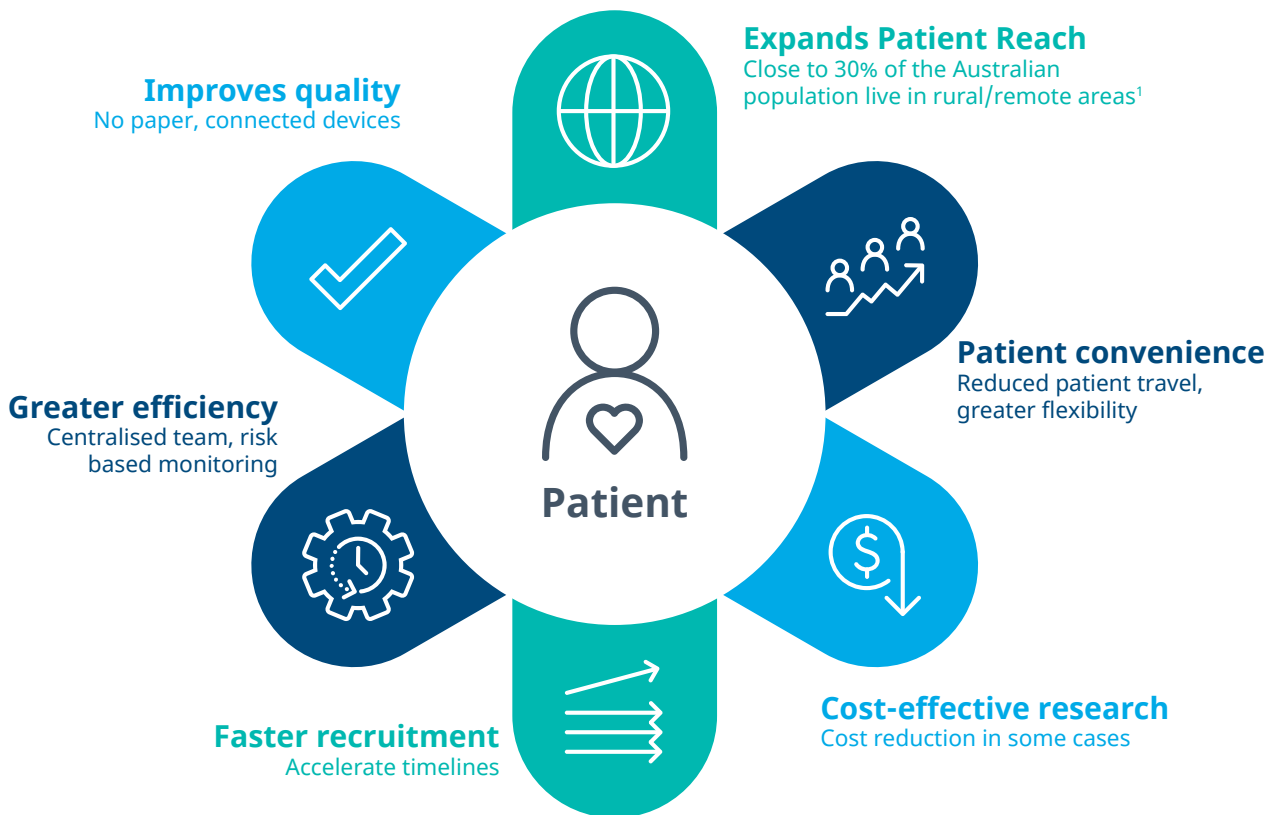 Expands Patient Reach
Close to 30% of the Australian
population live in rural/remote areas¹
Improves quality
No paper, connected devices
Patient convenience
Reduced patient travel,
greater flexibility
Greater efficiency
Centralised team, risk
based monitoring
Patient
$
Cost-effective research
Cost reduction in some cases
Faster recruitment
Accelerate timelines